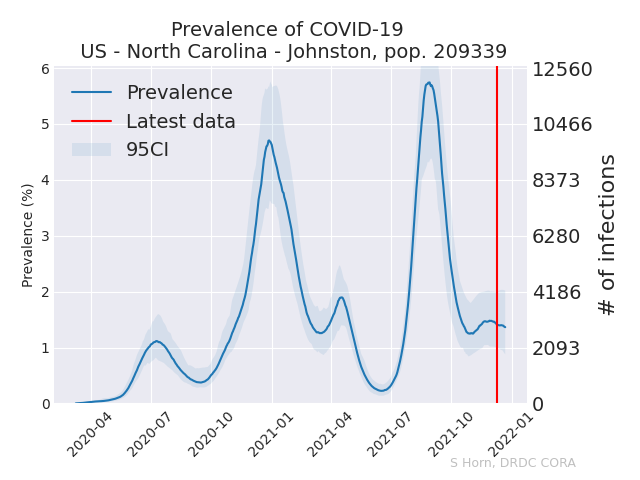 Prevalence of COVID-19
US - North Carolina - Johnston, pop. 209339
Prevalence
Latest data
95CI
Prevalence (%)
6
5
4
3
2
1
0
12560
10466
8373
6280
4186
2093
0
# of infections
2020-04
2020-07
2020-10
2021-01
2021-04
2021-07
2021-10
2022-01
S Horn, DRDC CORA